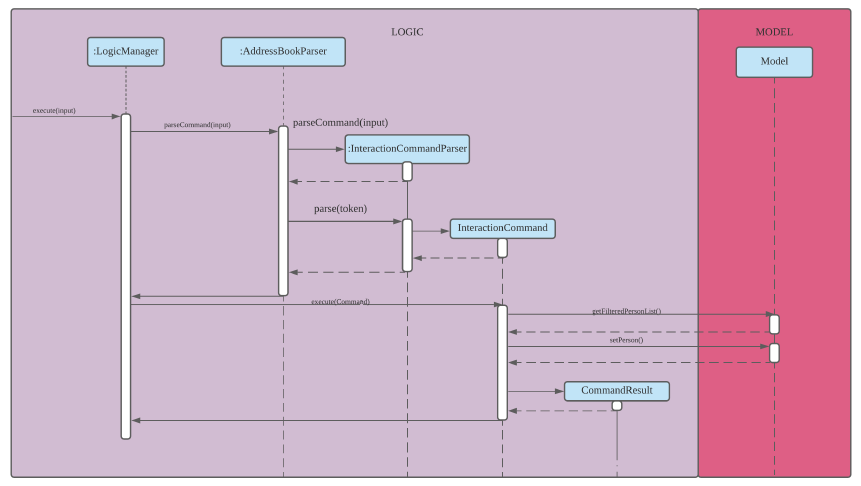 LOGIC
MODEL
:LogicManager
:AddressBookParser
Model
execute(input)
parseCommand(input)
parseCommand(input)
:InteractionCommandParser
parse(token)
InteractionCommand
execute(Command)
getFilteredPersonList()
setPerson()
CommandResult